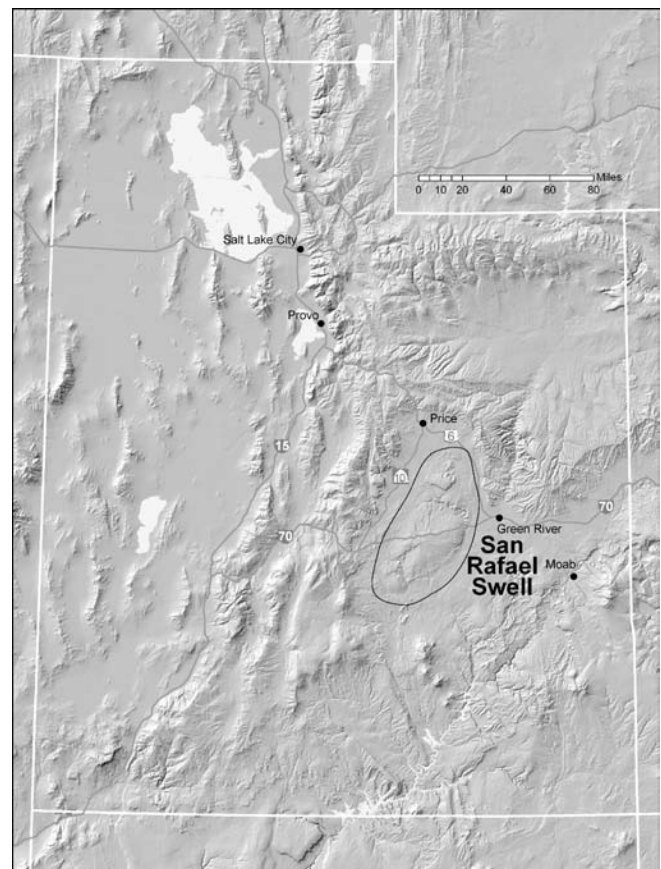 Miles
0 10 20 40 60 80
Salt Lake City
Provo
Price
6
15
10
70
70
Green River
San
Rafael
Swell
Moab